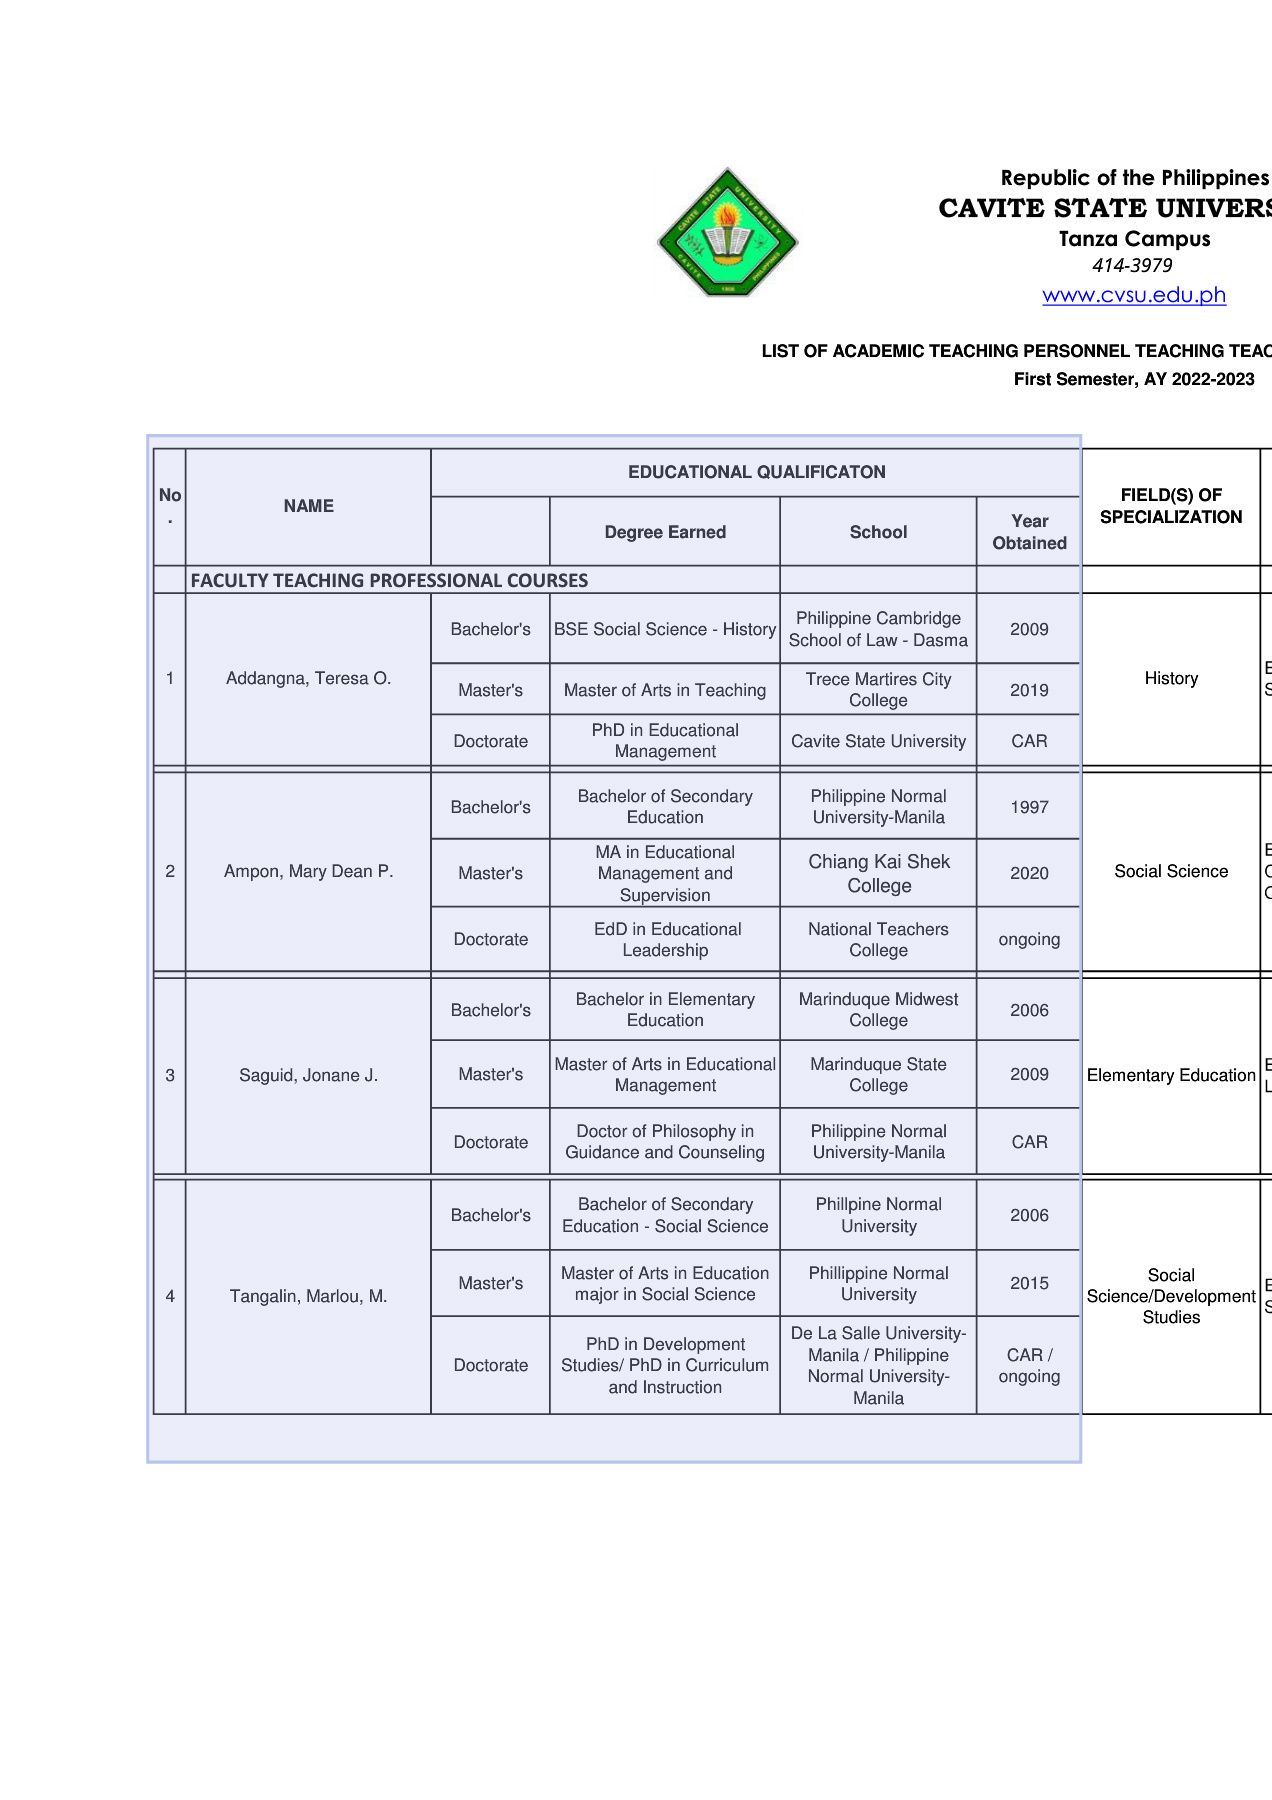 CAVITE STATE UNIVERSITY
CAVITE PHILIPPINES
1906
Republic of the Philippines
CAVITE STATE UNIVERS
Tanza Campus
414-3979
www.cvsu.edu.ph
LIST OF ACADEMIC TEACHING PERSONNEL TEACHING TEAC
First Semester, AY 2022-2023
No
.
NAME
EDUCATIONAL QUALIFICATON
Degree Earned
School
Year
Obtained
FIELD(S) OF
SPECIALIZATION
FACULTY TEACHING PROFESSIONAL COURSES
1
Addangna, Teresa O.
Bachelor's
BSE Social Science - History
Philippine Cambridge
School of Law - Dasma
2009
Master's
Master of Arts in Teaching
Trece Martires City
College
2019
Doctorate
PhD in Educational
Management
Cavite State University
CAR
History
2
Ampon, Mary Dean P.
Bachelor's
Bachelor of Secondary
Education
Philippine Normal
University-Manila
1997
Master's
MA in Educational
Management and
Supervision
Chiang Kai Shek
College
2020
Doctorate
EdD in Educational
Leadership
National Teachers
College
ongoing
Social Science
3
Saguid, Jonane J.
Bachelor's
Bachelor in Elementary
Education
Marinduque Midwest
College
2006
Master's
Master of Arts in Educational
Management
Marinduque State
College
2009
Doctorate
Doctor of Philosophy in
Guidance and Counseling
Philippine Normal
University-Manila
CAR
Elementary Education
4
Tangalin, Marlou, M.
Bachelor's
Bachelor of Secondary
Education - Social Science
Phillpine Normal
University
2006
Master's
Master of Arts in Education
major in Social Science
Phillippine Normal
University
2015
Doctorate
PhD in Development
Studies/ PhD in Curriculum
and Instruction
De La Salle University-
Manila / Philippine
Normal University-
Manila
CAR /
ongoing
Social
Science/Development
Studies